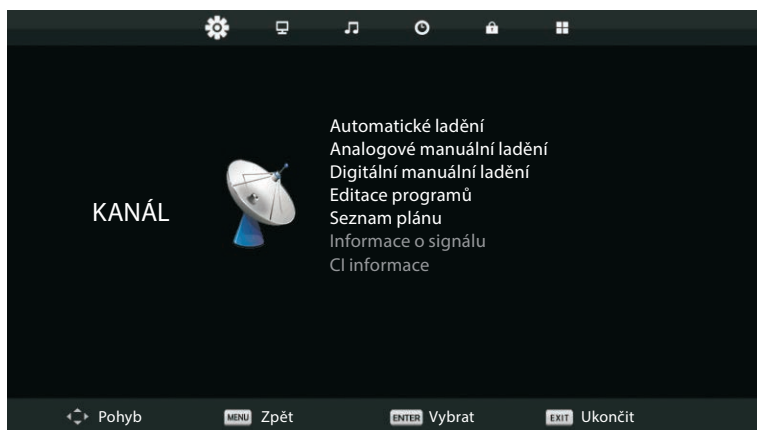 Automatické ladění
Analogové manuální ladění
Digitální manuální ladění
Editace programů
KANÁL
Seznam plánu
Informace o signálu
CI informace
Pohyb MENU Zpět ENTER Vybrat EXIT Ukončit